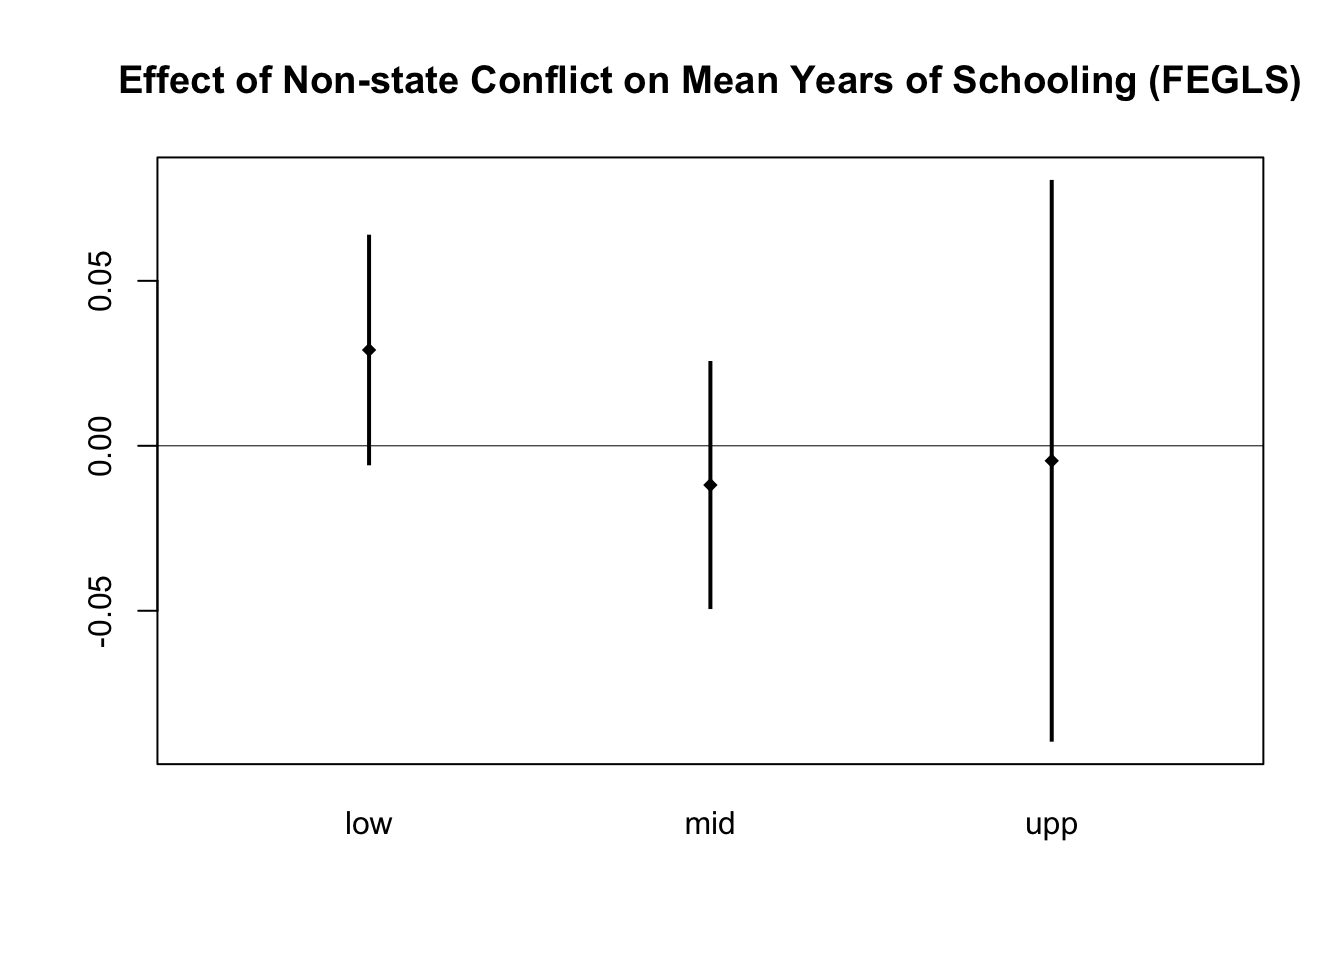 Effect of Non-state Conflict on Mean Years of Schooling (FEGLS)
0.05
0.00
-0.05
low mid upp